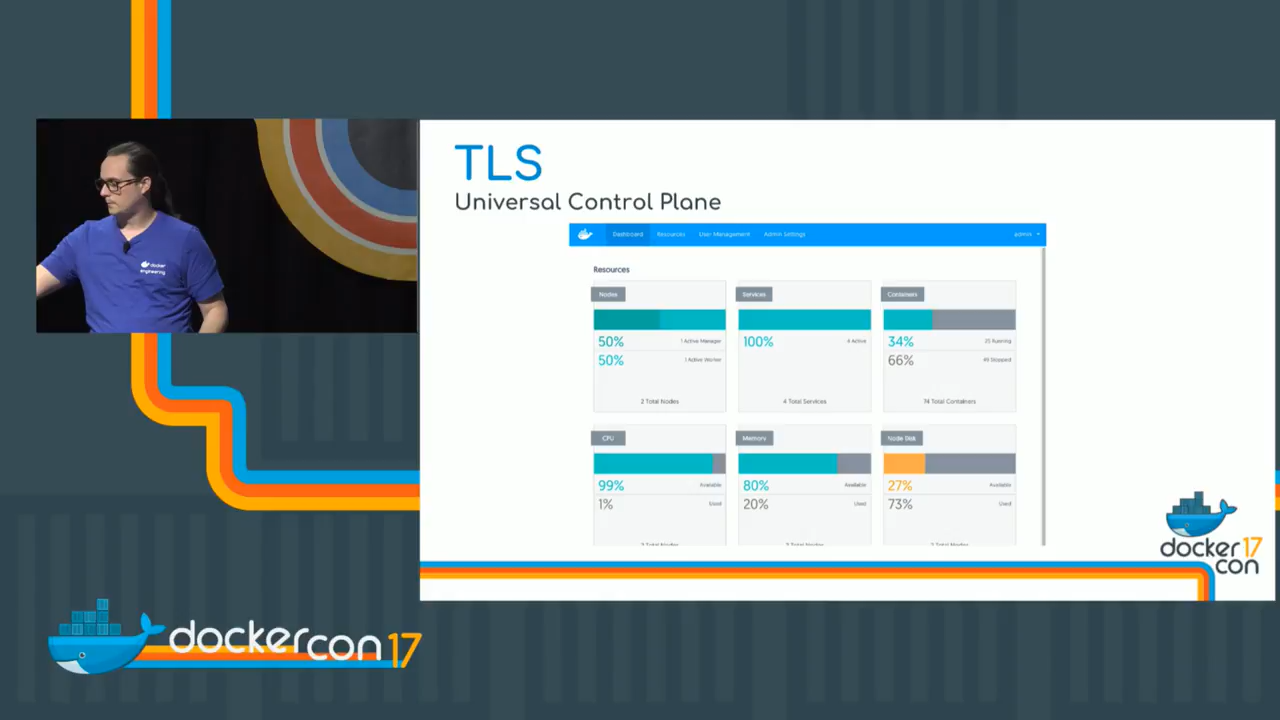 TLS
Universal Control Plane
Dashboard Resources User Management Admin Settings admin
Resources
Nodes
50% 1 Active Manager
50% 1 Active Worker
2 Total Nodes
Services
100% 4 Active
4 Total Services
Containers
34% 25 Running
66% 49 Stopped
74 Total Containers
CPU
99% Available
1% Used
Memory
80% Available
20% Used
Node Disk
27% Available
73% Used
docker
engineering
docker 17
con
dockercon 17